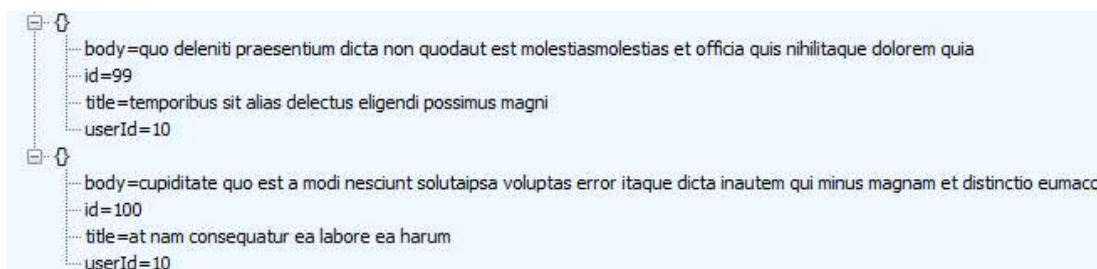 {}
body=quo deleniti praesentium dicta non quodaut est molestiasmolestias et officia quis nihilitaque dolorem quia
id=99
title=temporibus sit alias delectus eligendi possimus magni
userId=10
{}
body=cupiditate quo est a modi nesciunt solutaipsa voluptas error itaque dicta inautem qui minus magnam et distinctio eumacc
id=100
title=at nam consequatur ea labore ea harum
userId=10